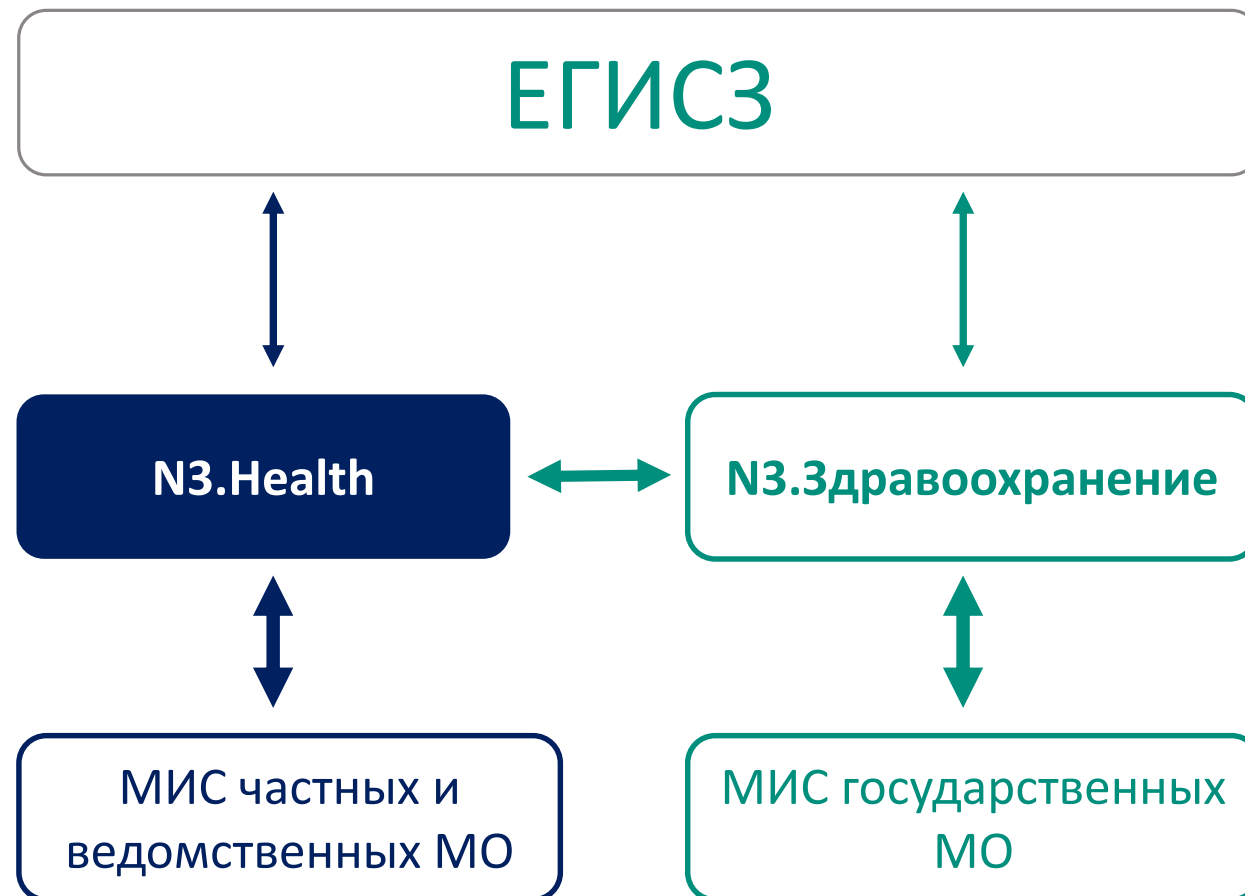 ЕГИСЗ
N3.Health
N3.Здравоохранение
МИС частных и
ведомственных МО
МИС государственных
МО